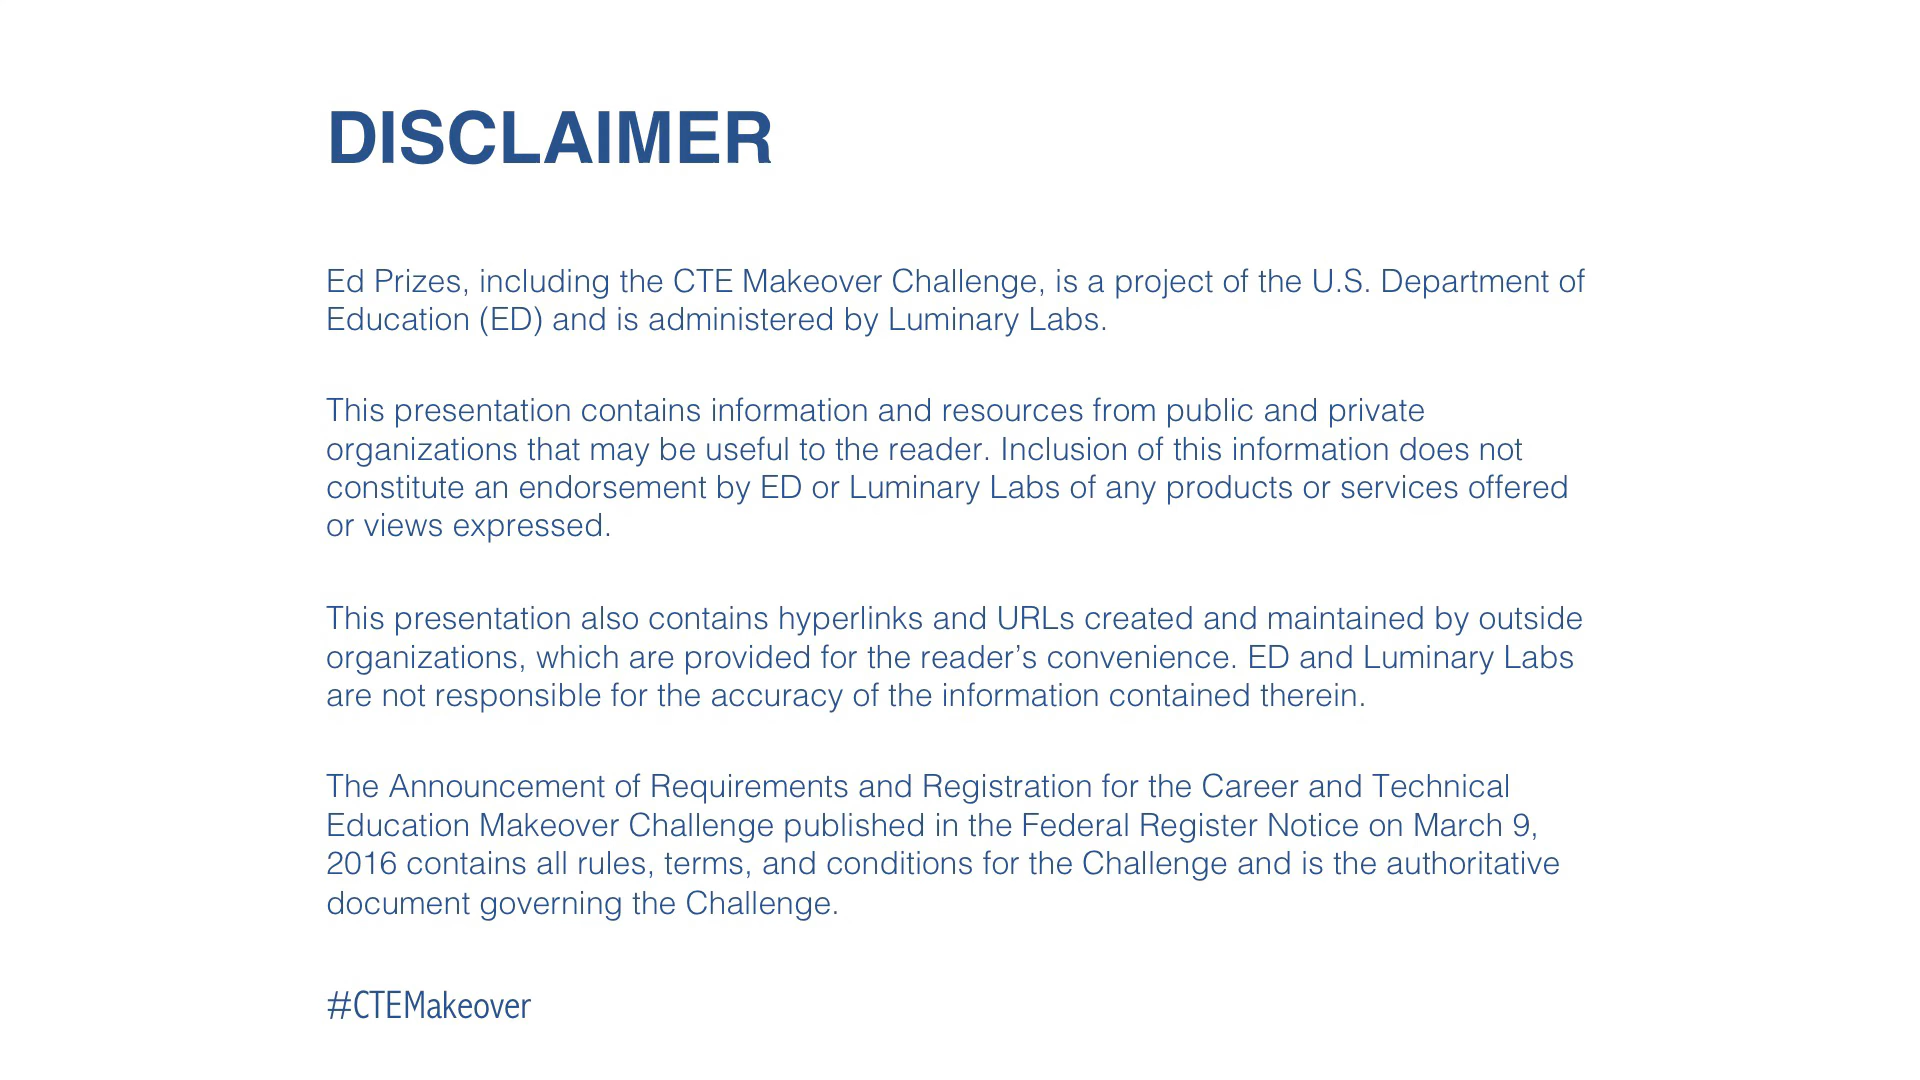 DISCLAIMER
Ed Prizes, including the CTE Makeover Challenge, is a project of the U.S. Department of
Education (ED) and is administered by Luminary Labs.
This presentation contains information and resources from public and private
organizations that may be useful to the reader. Inclusion of this information does not
constitute an endorsement by ED or Luminary Labs of any products or services offered
or views expressed.
This presentation also contains hyperlinks and URLs created and maintained by outside
organizations, which are provided for the reader’s convenience. ED and Luminary Labs
are not responsible for the accuracy of the information contained therein.
The Announcement of Requirements and Registration for the Career and Technical
Education Makeover Challenge published in the Federal Register Notice on March 9,
2016 contains all rules, terms, and conditions for the Challenge and is the authoritative
document governing the Challenge.
#CTEMakeover